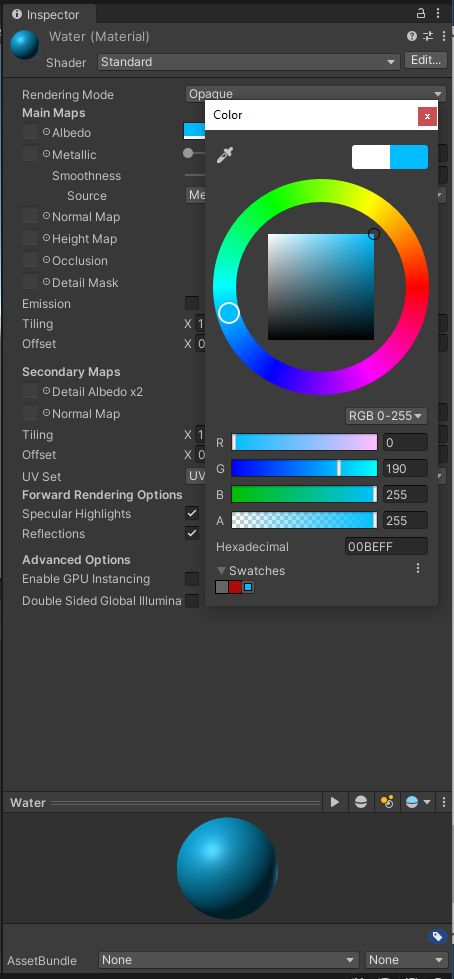 Inspector
Water (Material)
Shader Standard Edit...
Rendering Mode Opaque
Main Maps
Color
x
Albedo
Metallic
Smoothness
Source Me
Normal Map
Height Map
Occlusion
Detail Mask
Emission
Tiling X 1
Offset X 0
Secondary Maps
Detail Albedo x2
Normal Map
Tiling X 1
Offset X 0
UV Set UV
Forward Rendering Options
Specular Highlights
Reflections
Advanced Options
Enable GPU Instancing
Double Sided Global Illumina
RGB 0-255
R 0
G 190
B 255
A 255
Hexadecimal 00BEFF
Swatches
Water
AssetBundle None None